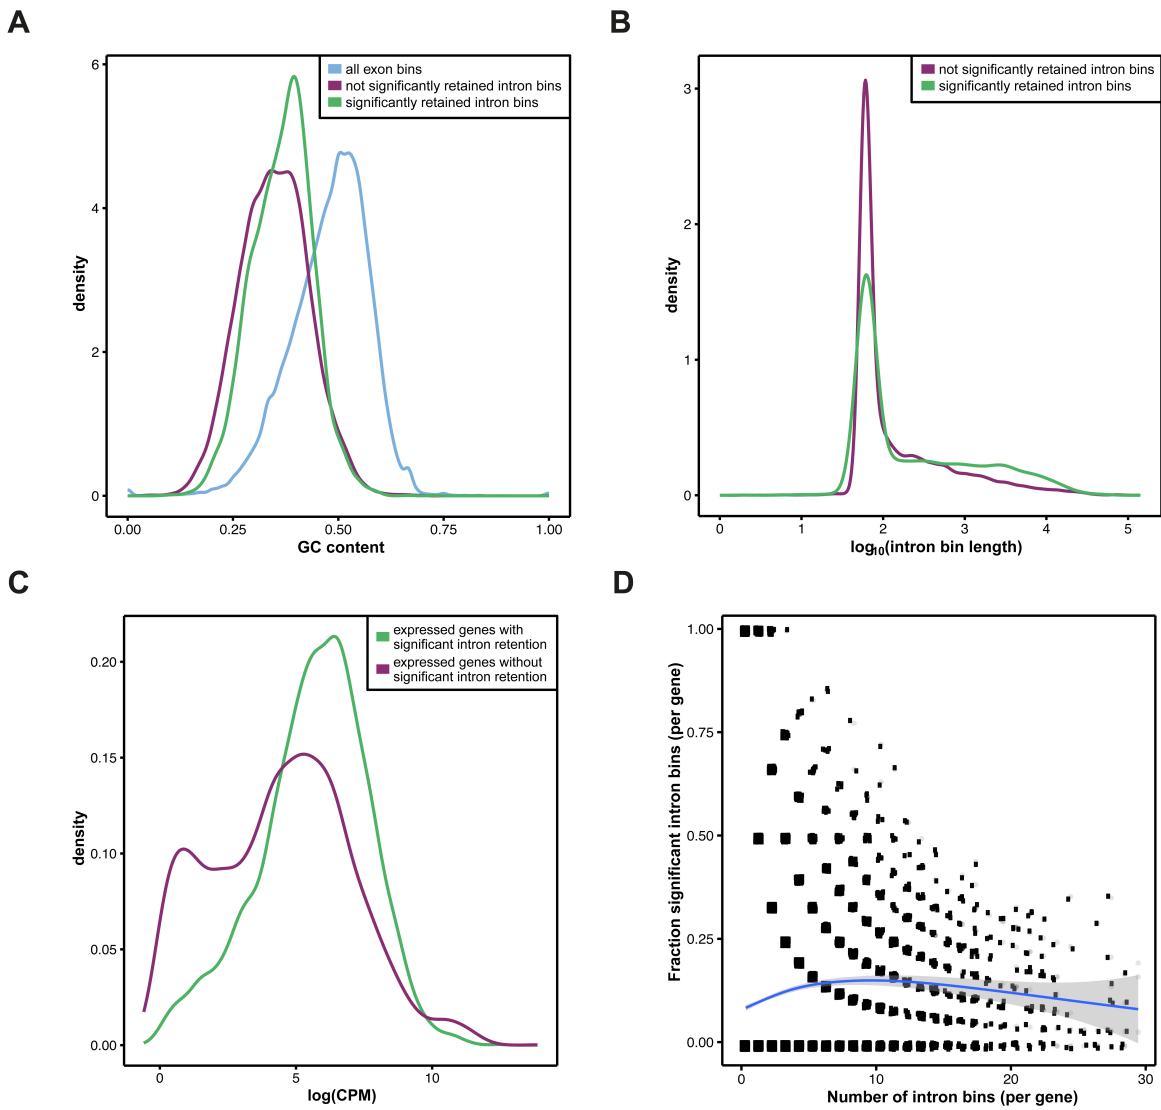 A
6
4
2
0
density
0.00
0.25
0.50
0.75
1.00
GC content
all exon bins
not significantly retained intron bins
significantly retained intron bins
B
3
2
1
0
density
0
1
2
3
4
5
log10(intron bin length)
not significantly retained intron bins
significantly retained intron bins
C
0.20
0.15
0.10
0.05
0.00
density
0
5
10
log(CPM)
expressed genes with
significant intron retention
expressed genes without
significant intron retention
D
1.00
0.75
0.50
0.25
0.00
Fraction significant intron bins (per gene)
0
10
20
30
Number of intron bins (per gene)